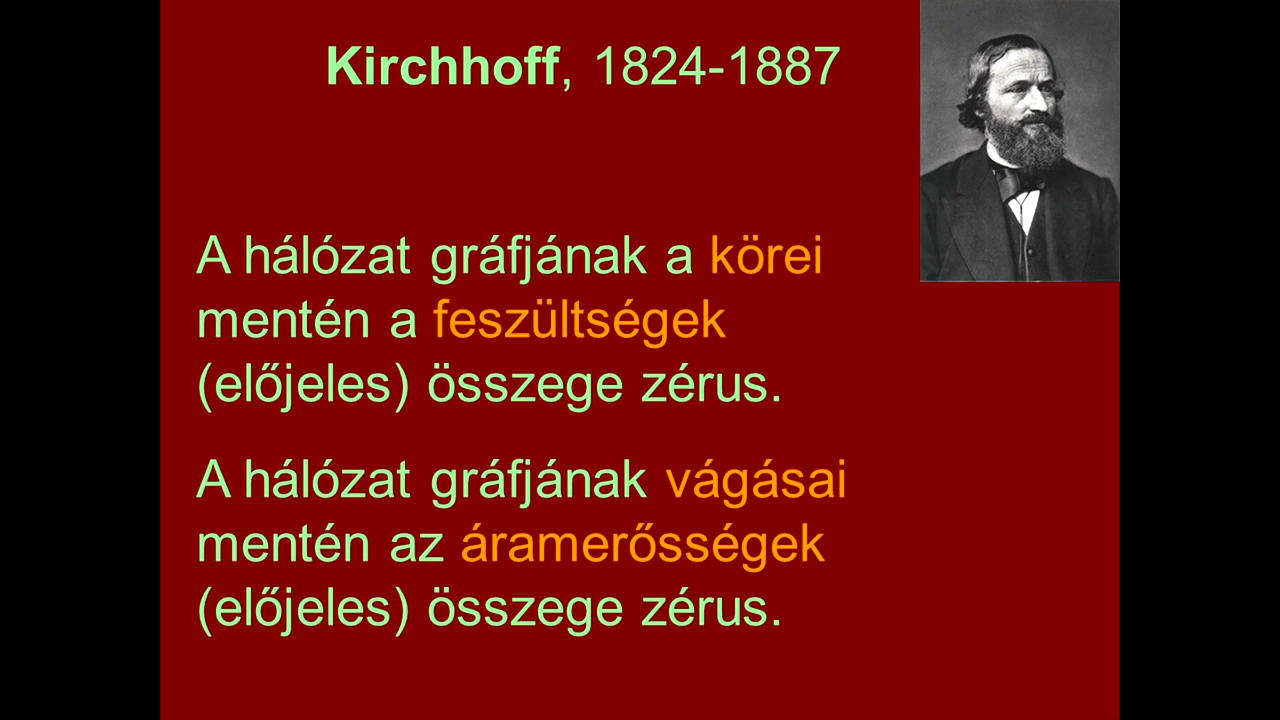 Kirchhoff, 1824-1887
A hálózat gráfjának a körei
mentén a feszültségek
(előjeles) összege zérus.
A hálózat gráfjának vágásai
mentén az áramerősségek
(előjeles) összege zérus.